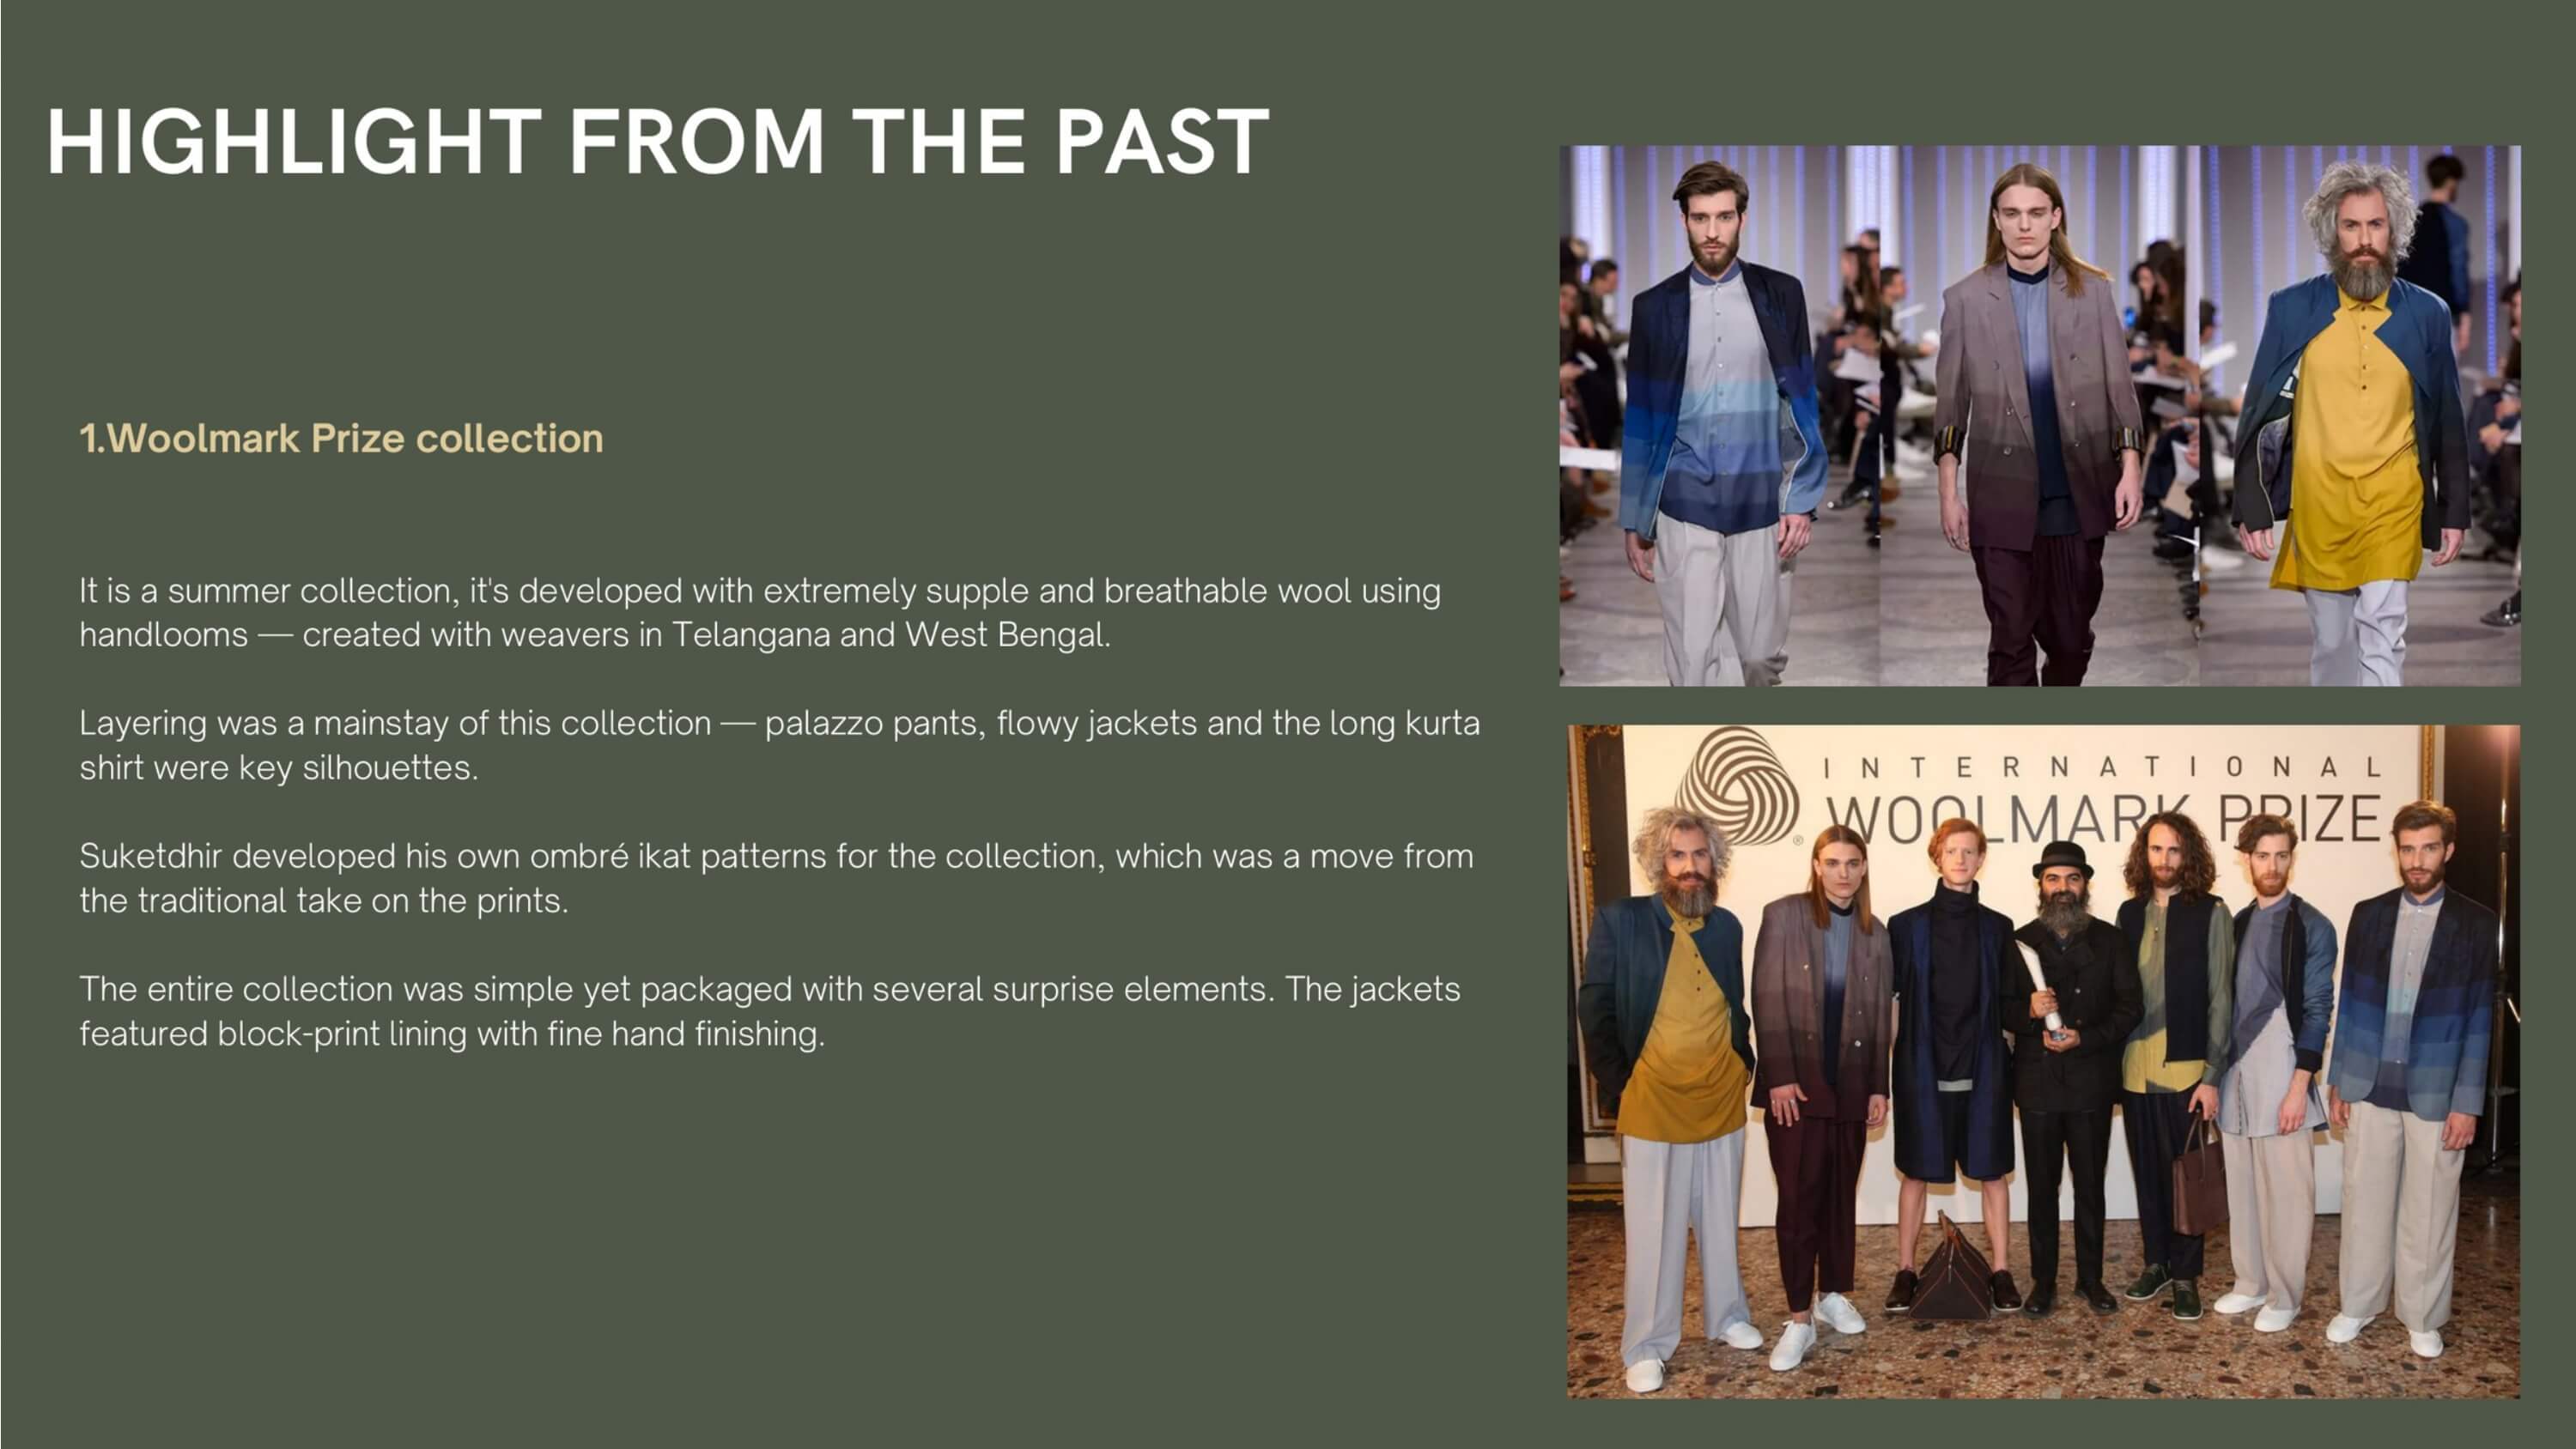 HIGHLIGHT FROM THE PAST
1.Woolmark Prize collection
It is a summer collection, it's developed with extremely supple and breathable wool using
handlooms — created with weavers in Telangana and West Bengal.
Layering was a mainstay of this collection — palazzo pants, flowy jackets and the long kurta
shirt were key silhouettes.
Suketdhir developed his own ombré ikat patterns for the collection, which was a move from
the traditional take on the prints.
The entire collection was simple yet packaged with several surprise elements. The jackets
featured block-print lining with fine hand finishing.
INTERNATIONAL
WOOLMARK PRIZE
®